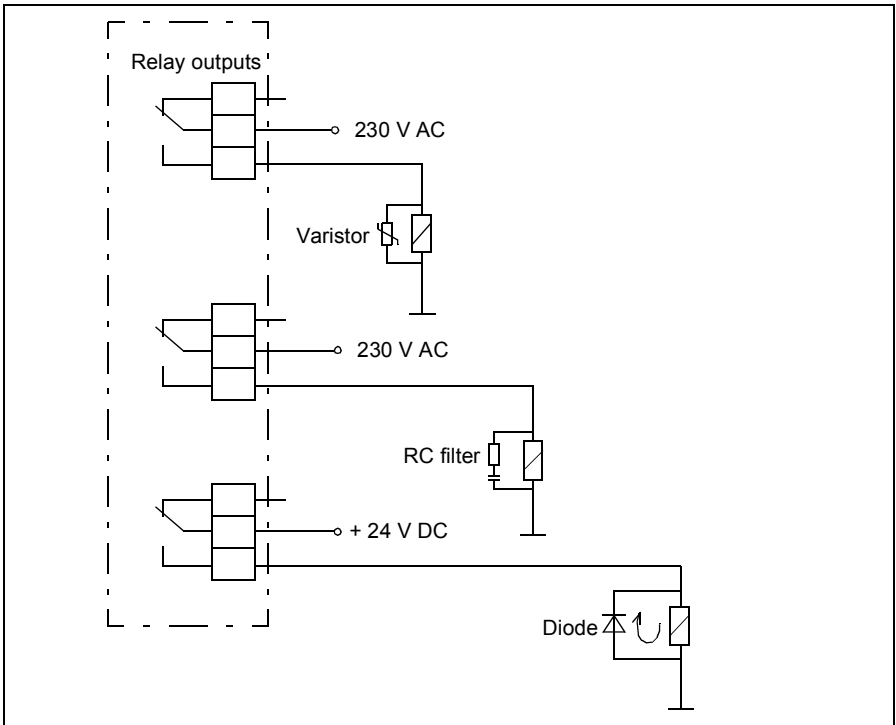 Relay outputs
230 V AC
Varistor
230 V AC
RC filter
+ 24 V DC
Diode